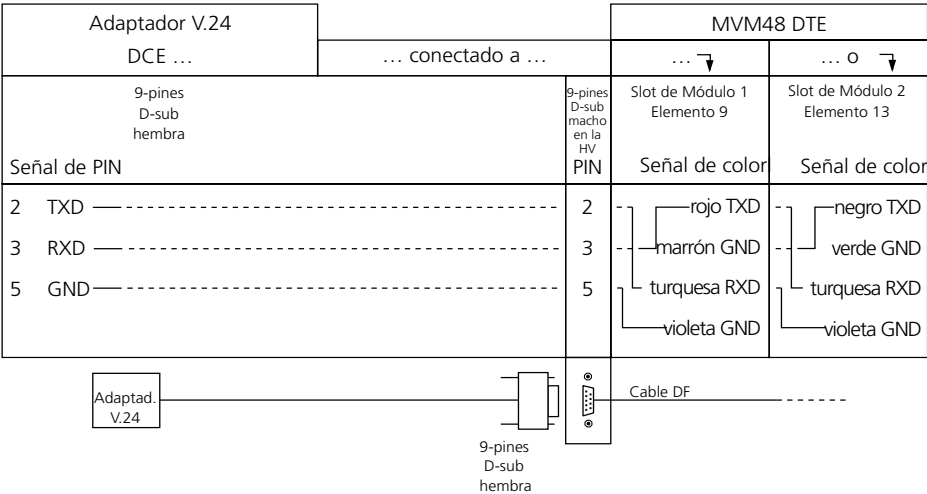 Adaptador V.24
MVM48 DTE
DCE …
… conectado a …
…
… o
9-pines
D-sub
hembra
9-pines
D-sub
macho
en la
HV
Slot de Módulo 1
Elemento 9
Slot de Módulo 2
Elemento 13
Señal de PIN
PIN
Señal de color
Señal de color
2 TXD
2
rojo TXD
negro TXD
3 RXD
3
marrón GND
verde GND
5 GND
5
turquesa RXD
turquesa RXD
violeta GND
violeta GND
Adaptad.
V.24
Cable DF
9-pines
D-sub
hembra